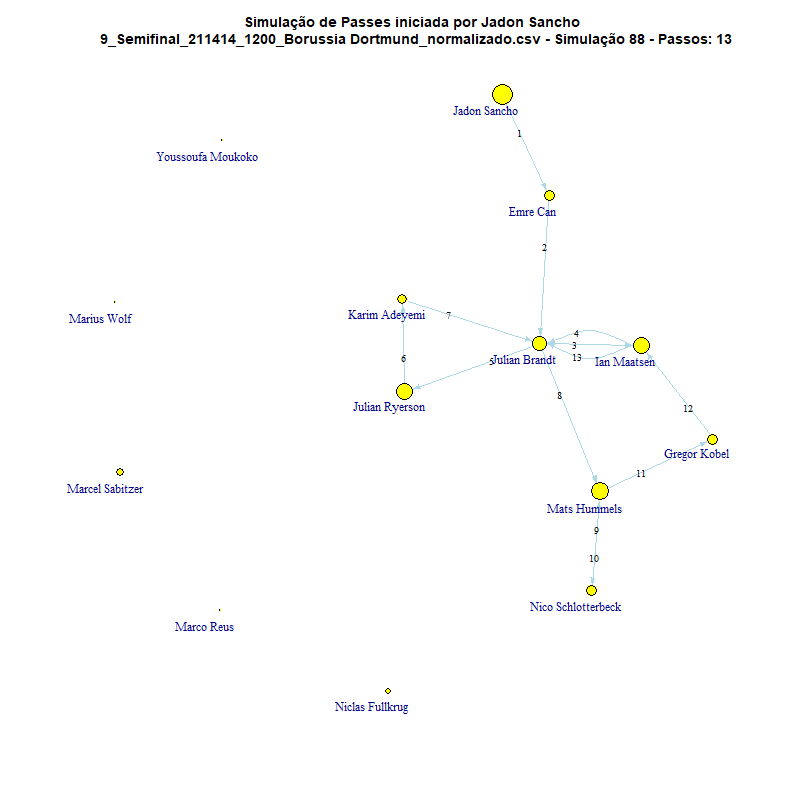 Simulação de Passes iniciada por Jadon Sancho
9_Semifinal_211414_1200_Borussia Dortmund_normalizado.csv - Simulação 88 - Passos: 13
Jadon Sancho
1
Youssoufa Moukoko
Emre Can
2
Karim Adeyemi
7
Marius Wolf
4
3
13
Julian Brandt
5
Ian Maatsen
6
8
Julian Ryerson
12
Gregor Kobel
11
Marcel Sabitzer
Mats Hummels
9
10
Nico Schlotterbeck
Marco Reus
Niclas Fullkrug